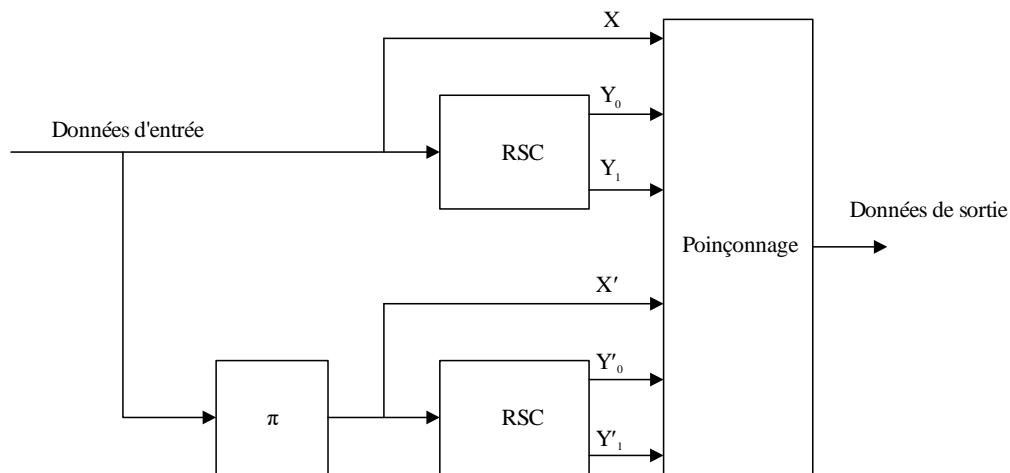 X
Y₀
Données d'entrée
RSC
Y₁
Données de sortie
Poinçonnage
X′
Y′₀
π
RSC
Y′₁